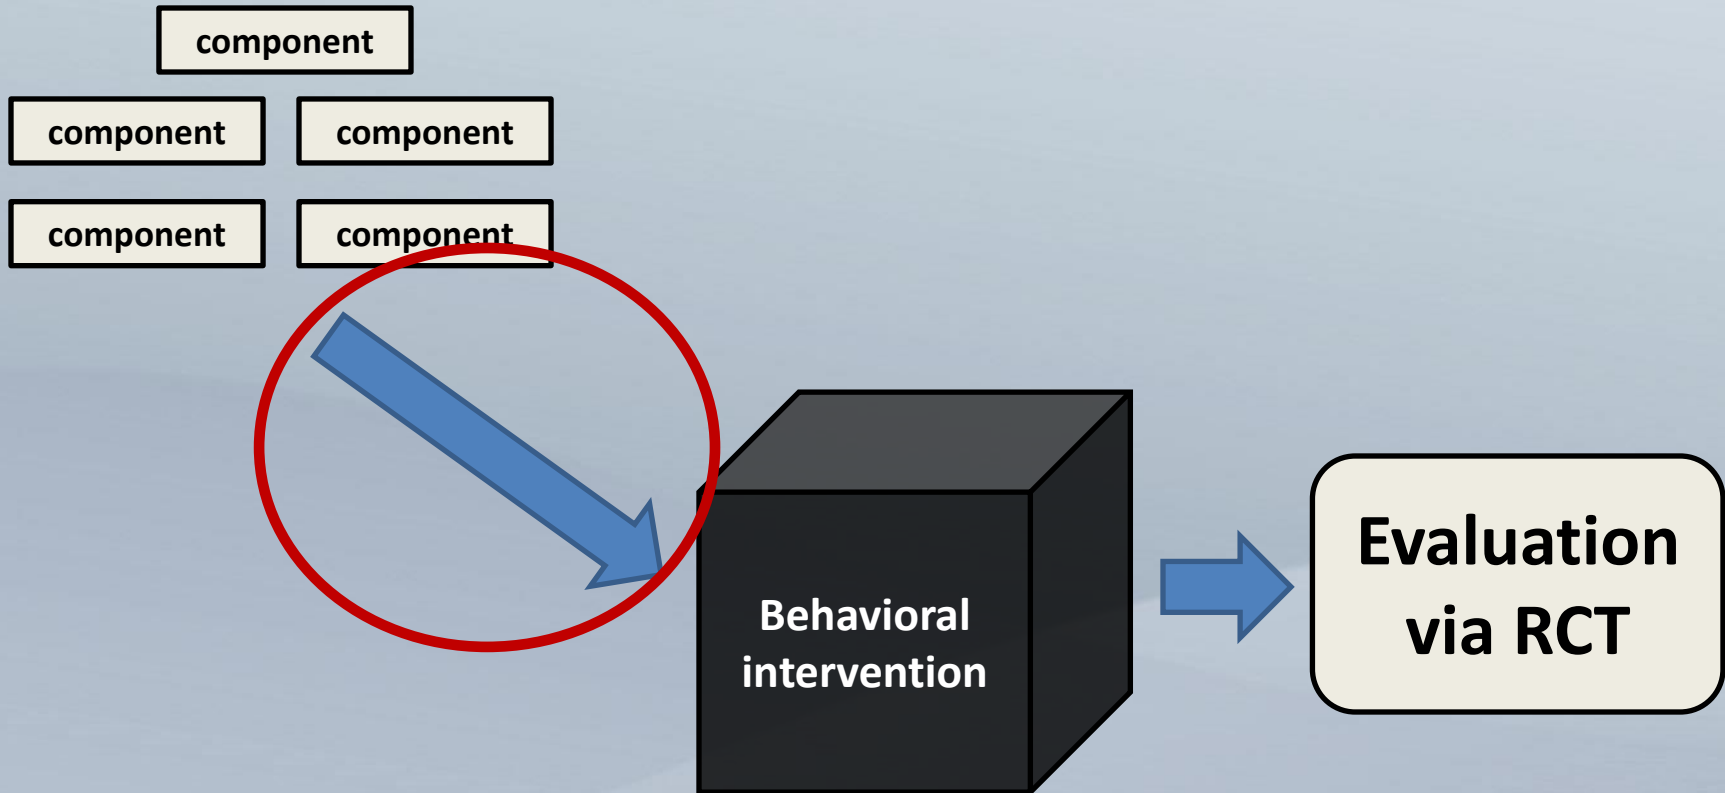 component
component component
component component
Behavioral
intervention
Evaluation
via RCT